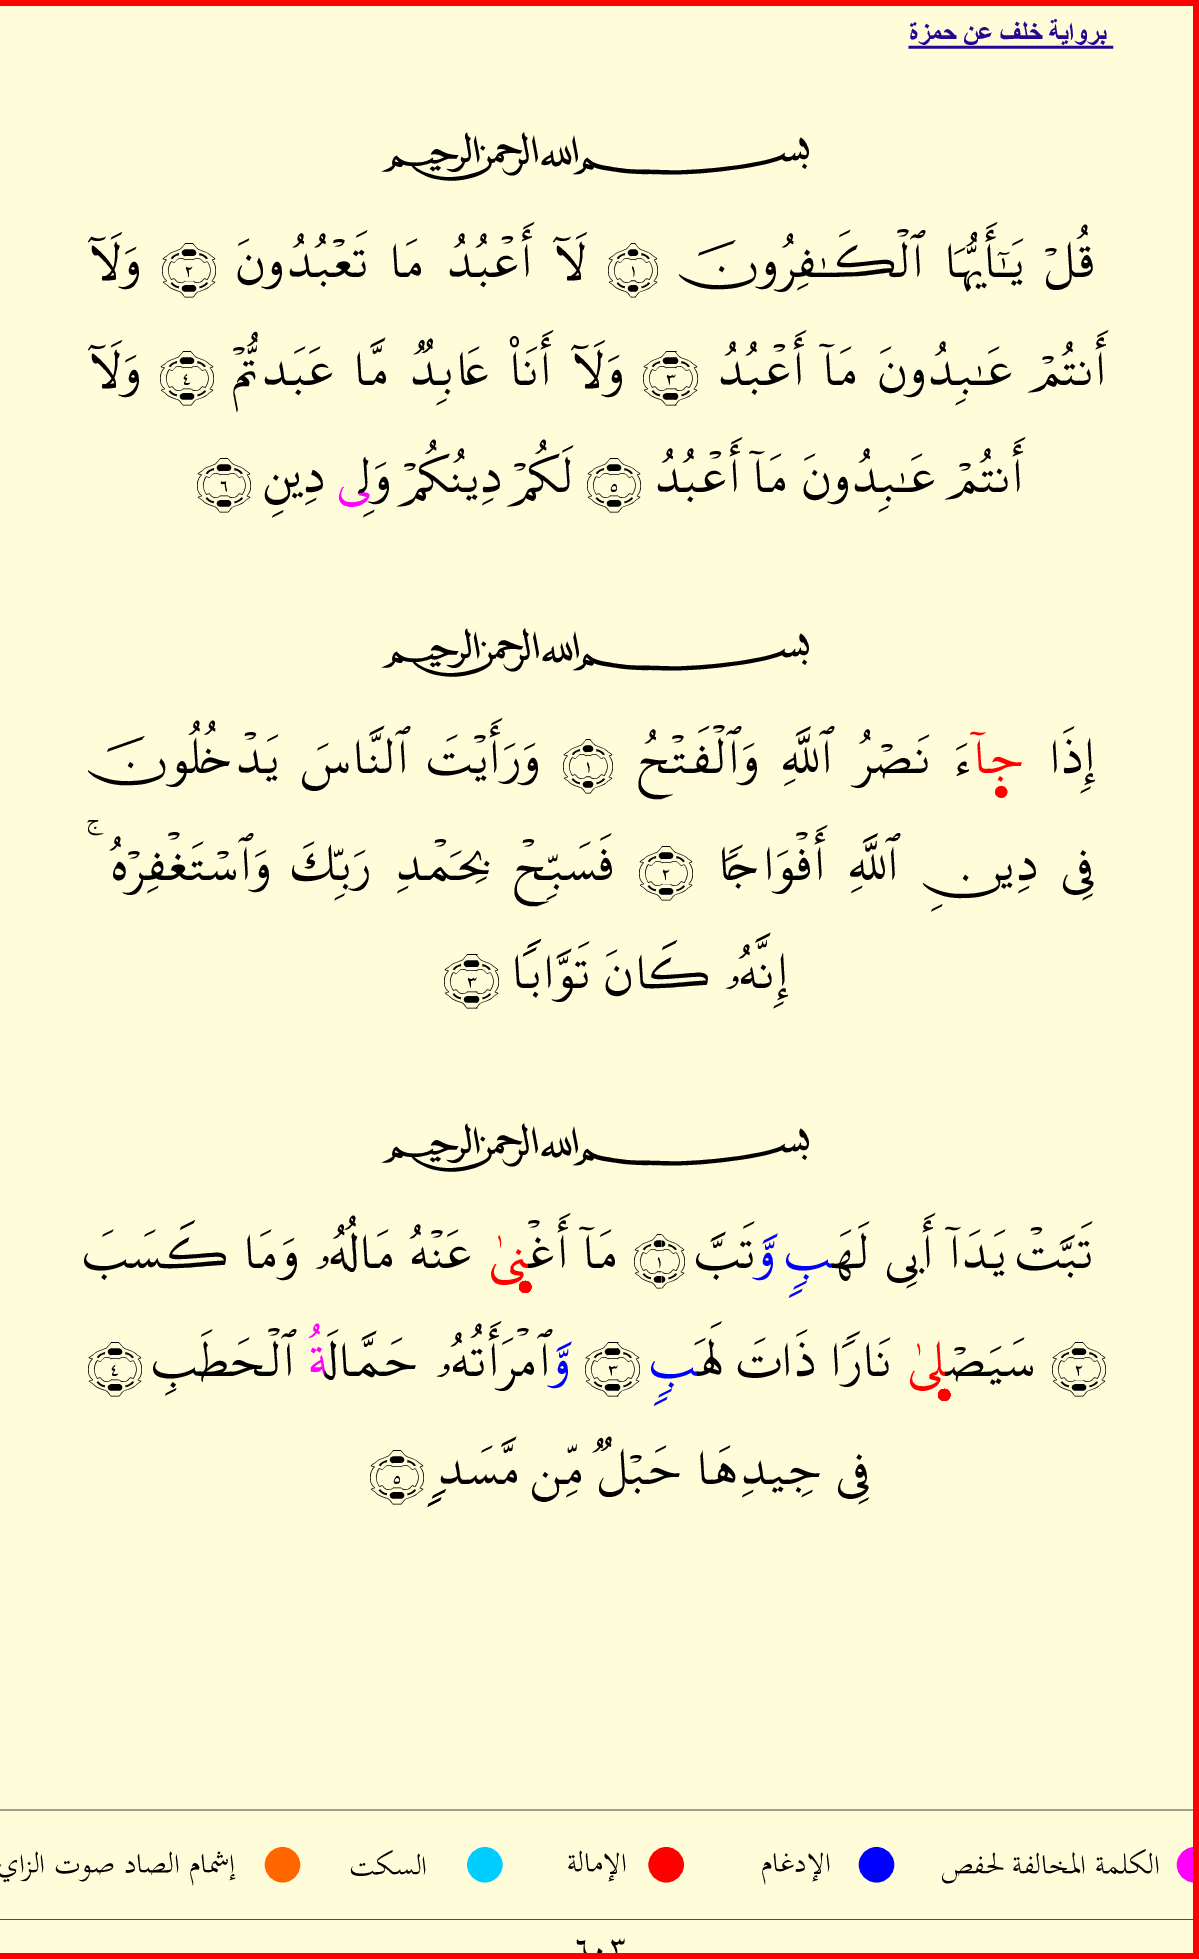 برواية خلف عن حمزة
بسم الله الرحمن الرحيم
قُلۡ يَٰٓأَيُّهَا ٱلۡكَٰفِرُونَ ١ لَآ أَعۡبُدُ مَا تَعۡبُدُونَ ٢ وَلَآ
أَنتُمۡ عَٰبِدُونَ مَآ أَعۡبُدُ ٣ وَلَآ أَنَا۠ عَابِدٞ مَّا عَبَدتُّمۡ ٤ وَلَآ
أَنتُمۡ عَٰبِدُونَ مَآ أَعۡبُدُ ٥ لَكُمۡ دِينُكُمۡ وَلِى دِينِ ٦
بسم الله الرحمن الرحيم
إِذَا جَآءَ نَصۡرُ ٱللَّهِ وَٱلۡفَتۡحُ ١ وَرَأَيۡتَ ٱلنَّاسَ يَدۡخُلُونَ
فِى دِينِ ٱللَّهِ أَفۡوَاجٗا ٢ فَسَبِّحۡ بِحَمۡدِ رَبِّكَ وَٱسۡتَغۡفِرۡهُۚ
إِنَّهُۥ كَانَ تَوَّابَۢا ٣
بسم الله الرحمن الرحيم
تَبَّتۡ يَدَآ أَبِى لَهَبٖ وَّتَبَّ ١ مَآ أَغۡنىٰ عَنۡهُ مَالُهُۥ وَمَا كَسَبَ
٢ سَيَصۡلىٰ نَارٗا ذَاتَ لَهَبٖ ٣ وَّٱمۡرَأَتُهُۥ حَمَّالَةُ ٱلۡحَطَبِ ٤
فِى جِيدِهَا حَبۡلٞ مِّن مَّسَدِۭ ٥
الكلمة المخالفة لحفص الإدغام الإمالة السكت إشمام الصاد صوت الزاي
٦٠٣